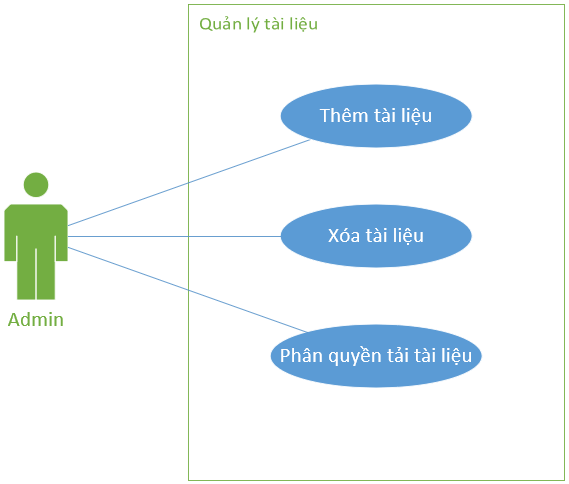 Quản lý tài liệu
Thêm tài liệu
Xóa tài liệu
Phân quyền tải tài liệu
Admin